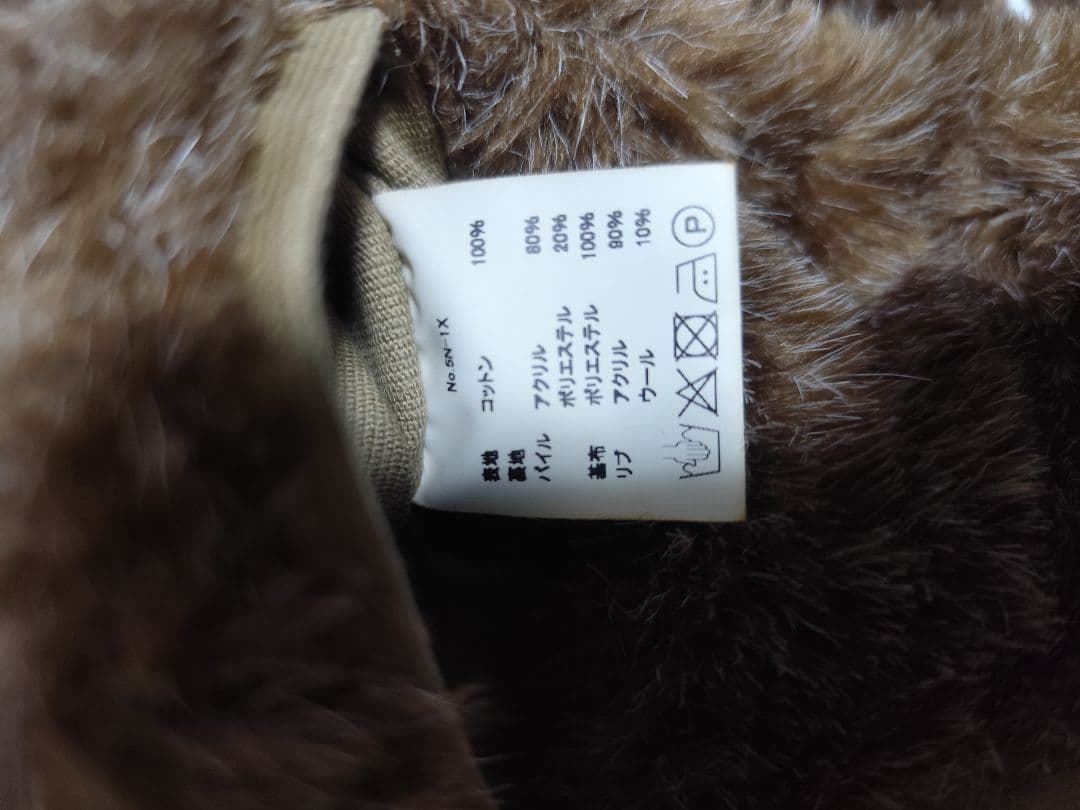 No.5N-1X
表地 コットン 100%
裏地
パイル アクリル 80%
ポリエステル 20%
基布 ポリエステル 100%
リブ アクリル 90%
ウール 10%
P